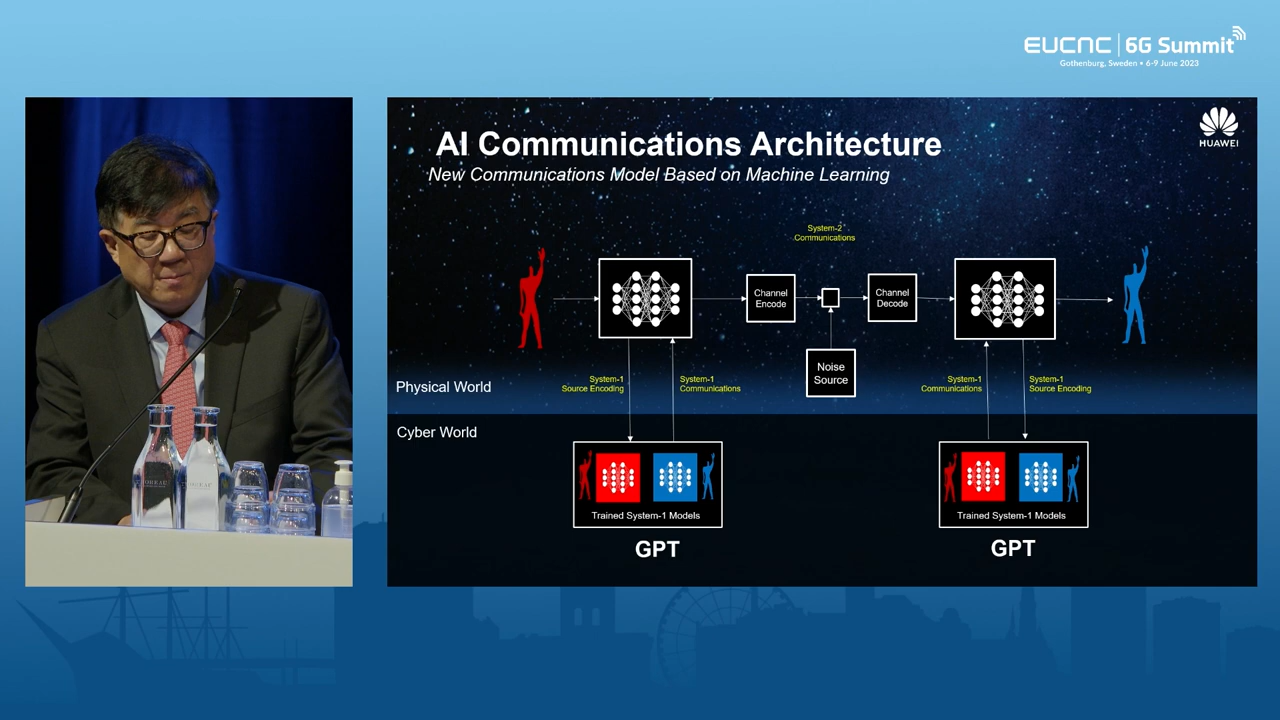 EUCNC | 6G Summit
Gothenburg, Sweden • 6-9 June 2023
HUAWEI
AI Communications Architecture
New Communications Model Based on Machine Learning
System-2
Communications
Channel
Encode
Channel
Decode
Noise
Source
System-1
Source Encoding
System-1
Communications
System-1
Communications
System-1
Source Encoding
Physical World
Cyber World
Trained System-1 Models
Trained System-1 Models
GPT
GPT